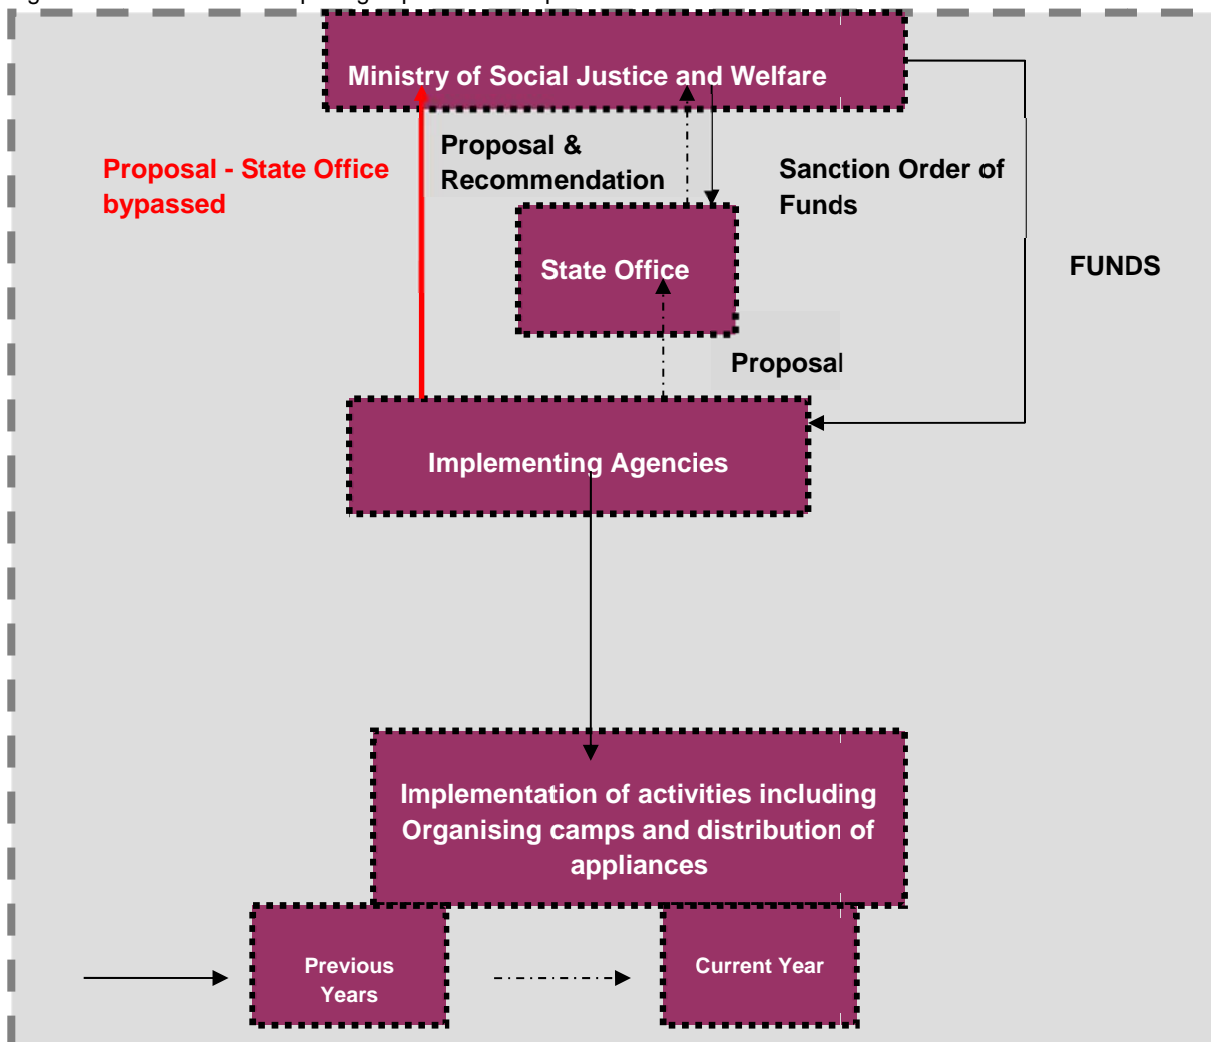 Ministry of Social Justice and Welfare
Proposal - State Office
bypassed
Proposal &
Recommendation
Sanction Order of
Funds
State Office
FUNDS
Proposal
Implementing Agencies
Implementation of activities including
Organising camps and distribution of
appliances
Previous
Years
Current Year